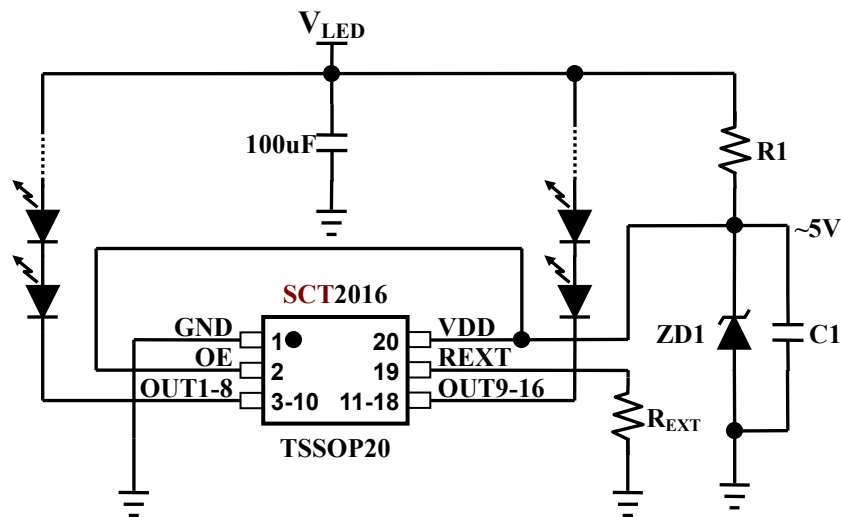 VLED
100uF
R1
~5V
SCT2016
GND
1
20
VDD
ZD1
C1
OE
2
19
REXT
OUT1-8
3-10
11-18
OUT9-16
REXT
TSSOP20